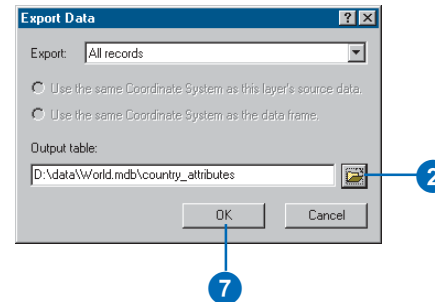 Export Data
Export: All records
Use the same Coordinate System as this layer's source data.
Use the same Coordinate System as the data frame.
Output table:
D:\data\World.mdb\country_attributes
2
OK Cancel
7